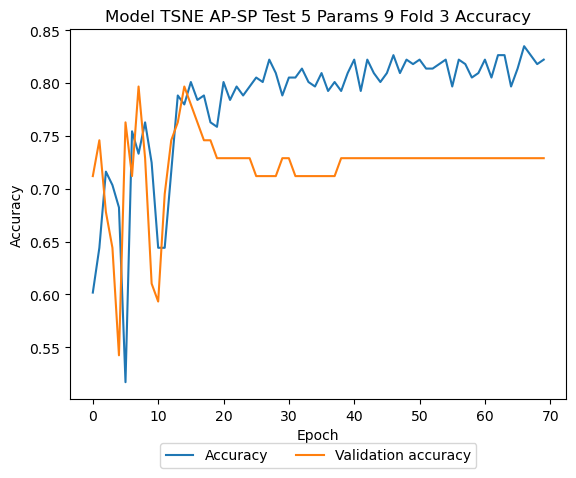 Model TSNE AP-SP Test 5 Params 9 Fold 3 Accuracy
0.85
0.80
0.75
0.70
0.65
0.60
0.55
Accuracy
0 10 20 30 40 50 60 70
Epoch
Accuracy Validation accuracy